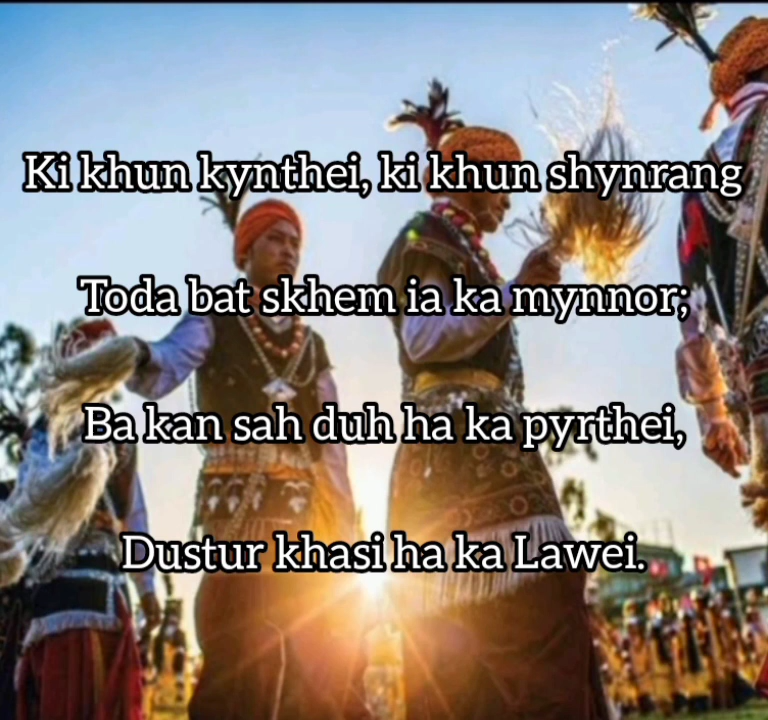 Ki khun kynthei, ki khun shynrang
Toda bat skhem ia ka mynnor;
Ba kan sah duh ha ka pyrthei,
Dustur khasi ha ka Lawei.